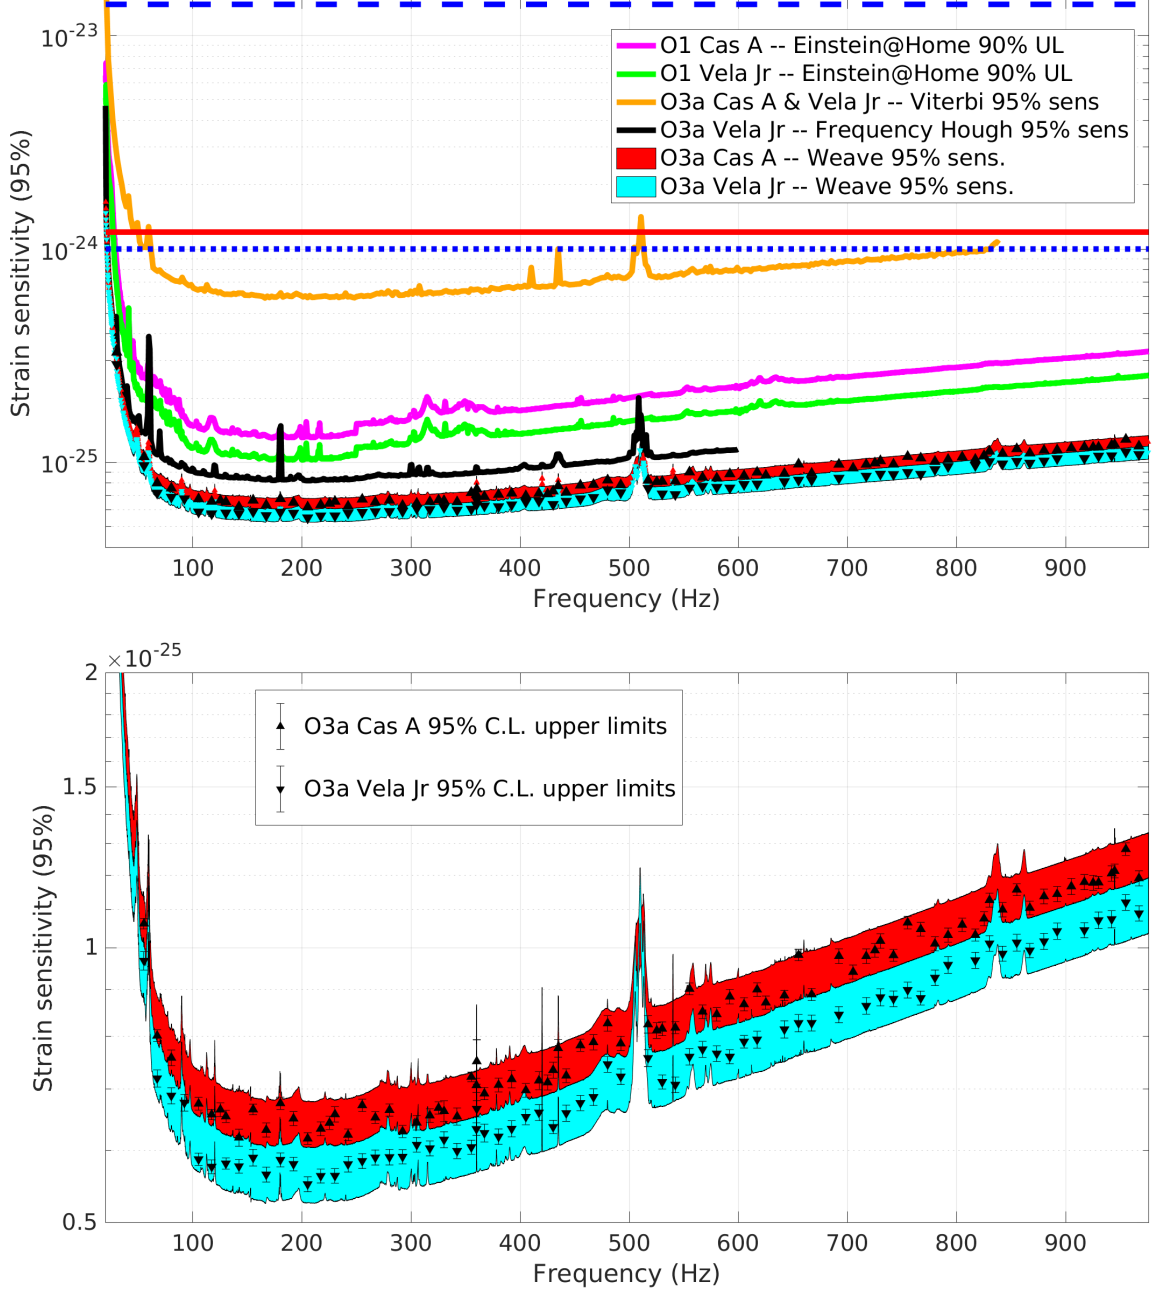 10-23
O1 Cas A -- Einstein@Home 90% UL
O1 Vela Jr -- Einstein@Home 90% UL
O3a Cas A & Vela Jr -- Viterbi 95% sens
O3a Vela Jr -- Frequency Hough 95% sens
O3a Cas A -- Weave 95% sens.
O3a Vela Jr -- Weave 95% sens.
Strain sensitivity (95%)
10-24
10-25
100 200 300 400 500 600 700 800 900
Frequency (Hz)
×10-25
2
O3a Cas A 95% C.L. upper limits
O3a Vela Jr 95% C.L. upper limits
1.5
Strain sensitivity (95%)
1
0.5
100 200 300 400 500 600 700 800 900
Frequency (Hz)